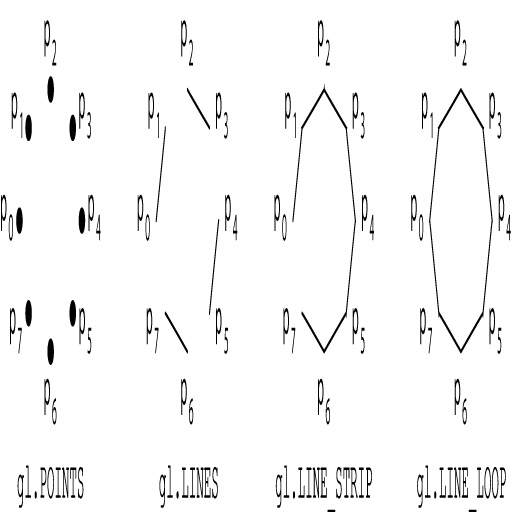 p2 p2 p2 p2
p1 p3 p1 p3 p1 p3 p1 p3
p0 p4 p0 p4 p0 p4 p0 p4
p7 p5 p7 p5 p7 p5 p7 p5
p6 p6 p6 p6
gl.POINTS gl.LINES gl.LINE_STRIP gl.LINE_LOOP